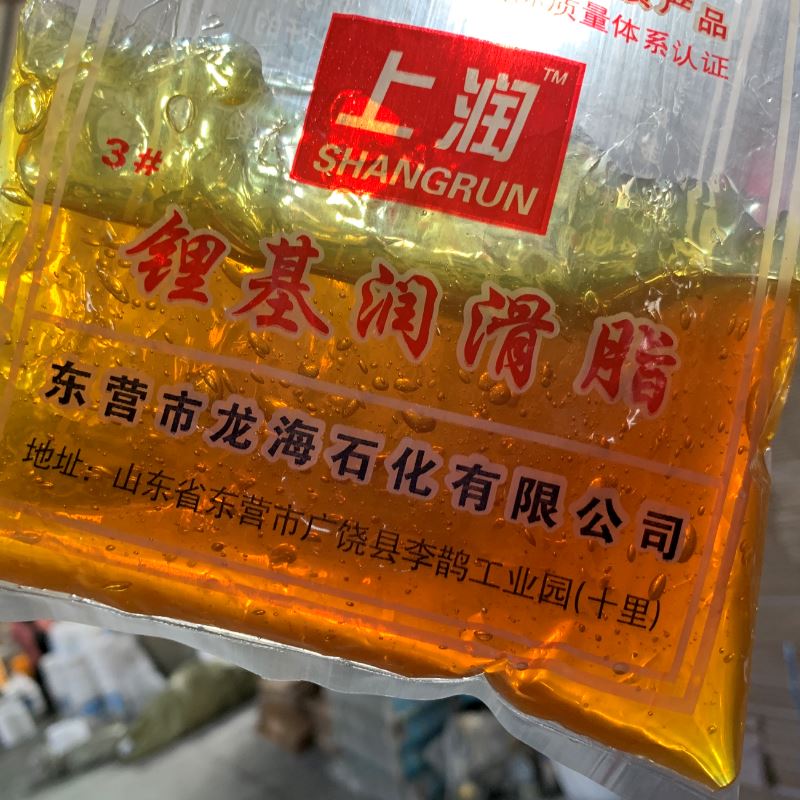 产品
质量体系认证
上润™
SHANGRUN
3#
锂基润滑脂
东营市龙海石化有限公司
地址：山东省东营市广饶县李鹊工业园(十里)